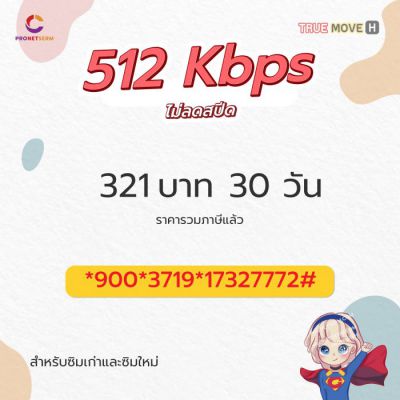 PRONETSERM
TRUE MOVE H
512 Kbps
ไม่ลดสปีด
321 บาท 30 วัน
ราคารวมภาษีแล้ว
*900*3719*17327772#
สำหรับซิมเก่าและซิมใหม่